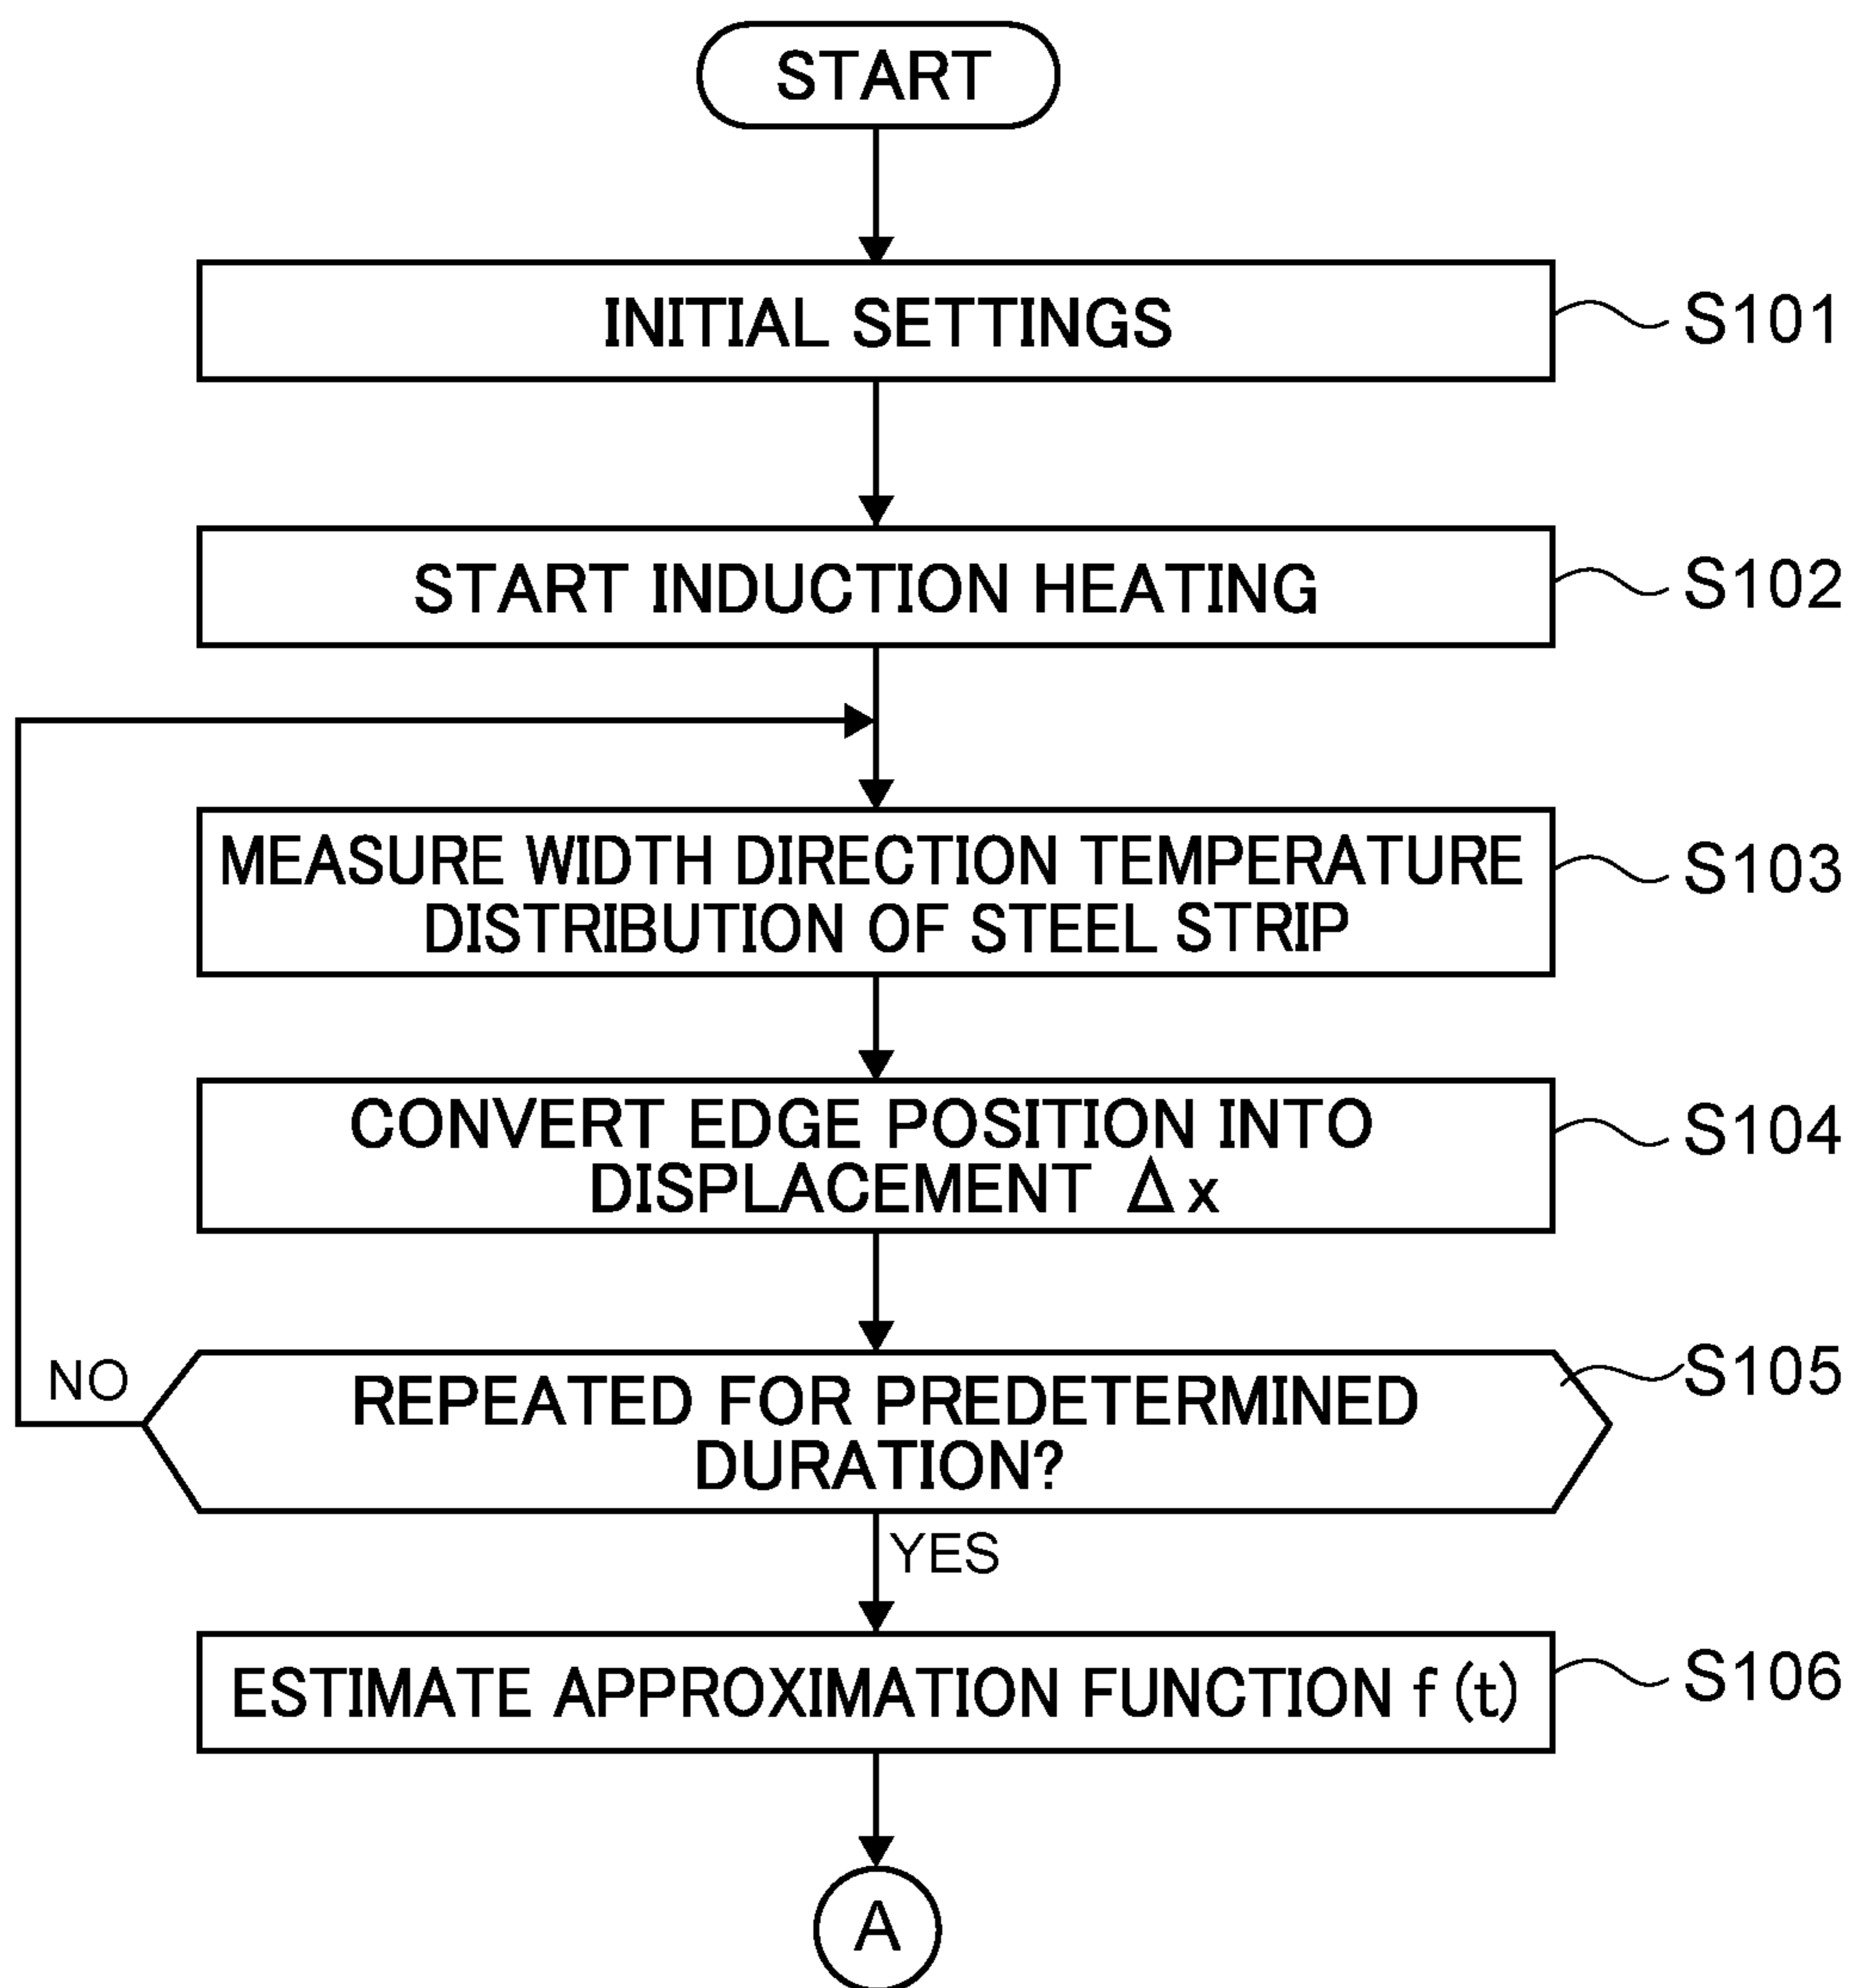 START
INITIAL SETTINGS
S101
START INDUCTION HEATING
S102
MEASURE WIDTH DIRECTION TEMPERATURE
DISTRIBUTION OF STEEL STRIP
S103
CONVERT EDGE POSITION INTO
DISPLACEMENT Δx
S104
NO
REPEATED FOR PREDETERMINED
DURATION?
S105
YES
ESTIMATE APPROXIMATION FUNCTION f(t)
S106
A